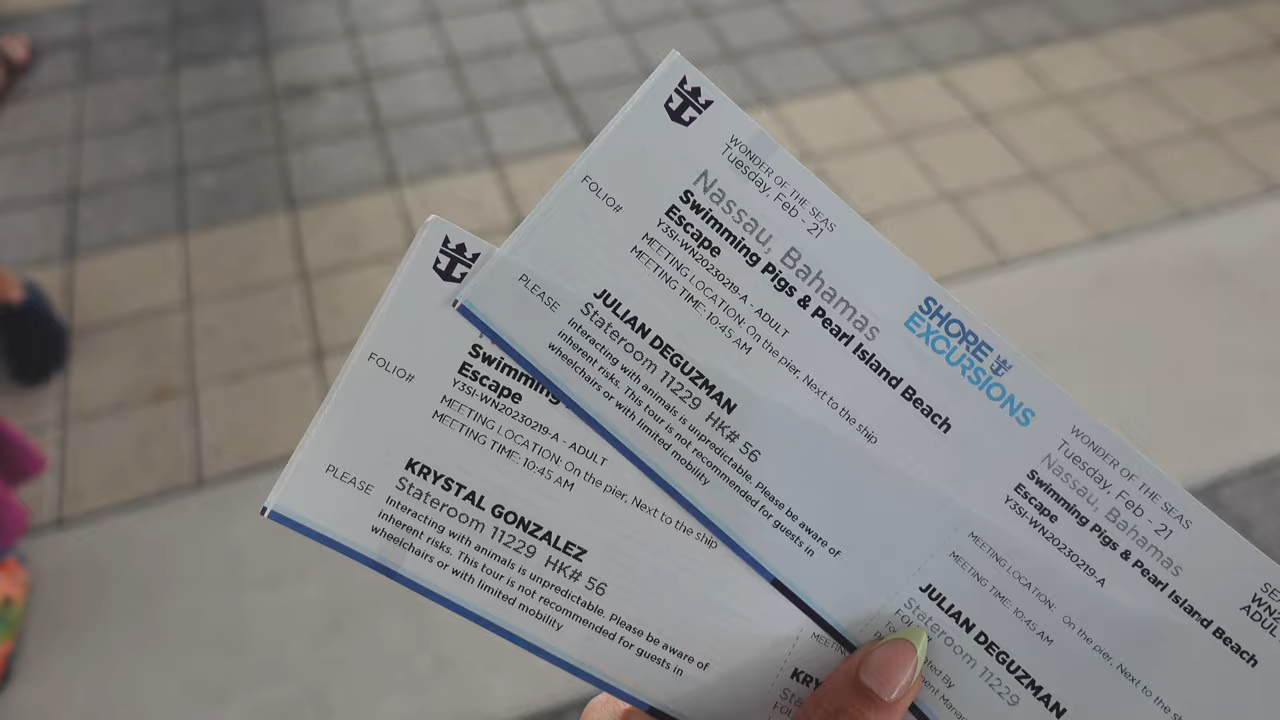 WONDER OF THE SEAS
Tuesday, Feb - 21
Nassau, Bahamas
Swimming Pigs & Pearl Island Beach
Escape
Y3SI-WN20230219-A - ADULT
MEETING LOCATION: On the pier, Next to the ship
MEETING TIME: 10:45 AM
FOLIO#
JULIAN DEGUZMAN
Stateroom 11229 HK# 56
PLEASE
Interacting with animals is unpredictable. Please be aware of
inherent risks. This tour is not recommended for guests in
wheelchairs or with limited mobility
SHORE
EXCURSIONS
WONDER OF THE SEAS
Tuesday, Feb - 21
Nassau, Bahamas
Swimming Pigs & Pearl Island Beach
Escape
Y3SI-WN20230219-A
MEETING LOCATION: On the pier, Next to the s
MEETING TIME: 10:45 AM
JULIAN DEGUZMAN
Stateroom 11229
Swimming
Escape
Y3SI-WN20230219-A - ADULT
MEETING LOCATION: On the pier, Next to the ship
MEETING TIME: 10:45 AM
FOLIO#
KRYSTAL GONZALEZ
Stateroom 11229 HK# 56
PLEASE
Interacting with animals is unpredictable. Please be aware of
inherent risks. This tour is not recommended for guests in
wheelchairs or with limited mobility